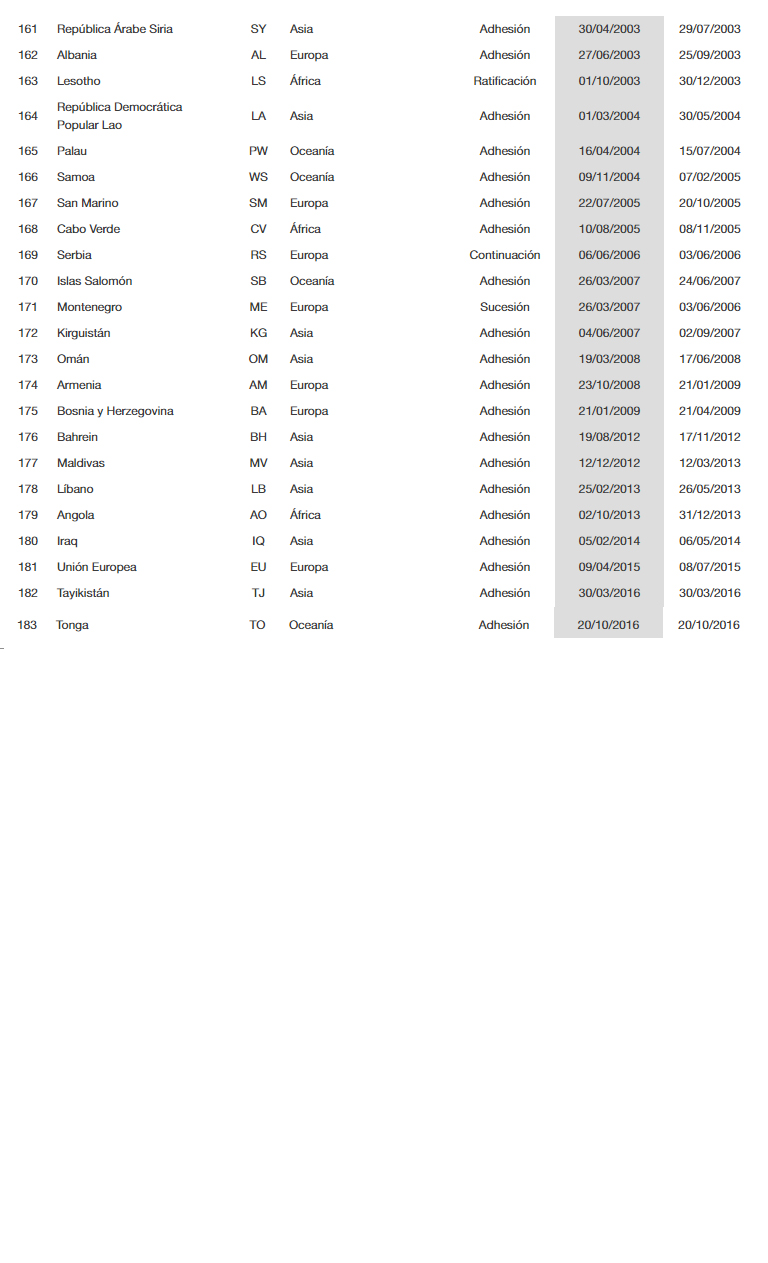 161 República Árabe Siria SY Asia Adhesión 30/04/2003 29/07/2003
162 Albania AL Europa Adhesión 27/06/2003 25/09/2003
163 Lesotho LS África Ratificación 01/10/2003 30/12/2003
República Democrática
164 LA Asia Adhesión 01/03/2004 30/05/2004
Popular Lao
165 Palau PW Oceanía Adhesión 16/04/2004 15/07/2004
166 Samoa WS Oceanía Adhesión 09/11/2004 07/02/2005
167 San Marino SM Europa Adhesión 22/07/2005 20/10/2005
168 Cabo Verde CV África Adhesión 10/08/2005 08/11/2005
169 Serbia RS Europa Continuación 06/06/2006 03/06/2006
170 Islas Salomón SB Oceanía Adhesión 26/03/2007 24/06/2007
171 Montenegro ME Europa Sucesión 26/03/2007 03/06/2006
172 Kirguistán KG Asia Adhesión 04/06/2007 02/09/2007
173 Omán OM Asia Adhesión 19/03/2008 17/06/2008
174 Armenia AM Europa Adhesión 23/10/2008 21/01/2009
175 Bosnia y Herzegovina BA Europa Adhesión 21/01/2009 21/04/2009
176 Bahrein BH Asia Adhesión 19/08/2012 17/11/2012
177 Maldivas MV Asia Adhesión 12/12/2012 12/03/2013
178 Líbano LB Asia Adhesión 25/02/2013 26/05/2013
179 Angola AO África Adhesión 02/10/2013 31/12/2013
180 Iraq IQ Asia Adhesión 05/02/2014 06/05/2014
181 Unión Europea EU Europa Adhesión 09/04/2015 08/07/2015
182 Tayikistán TJ Asia Adhesión 30/03/2016 30/03/2016
183 Tonga TO Oceanía Adhesión 20/10/2016 20/10/2016